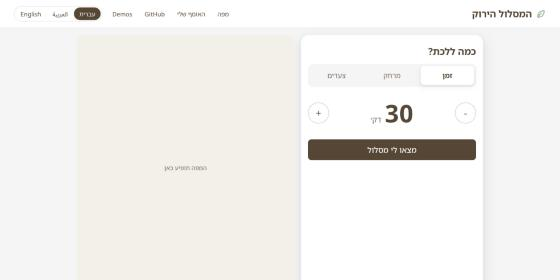 המסלול הירוק
מפה
האוסף שלי
GitHub
Demos
עברית
العربية
English
כמה ללכת?
זמן
מרחק
צעדים
-
30 דק׳
+
מצאו לי מסלול
המפה תופיע כאן